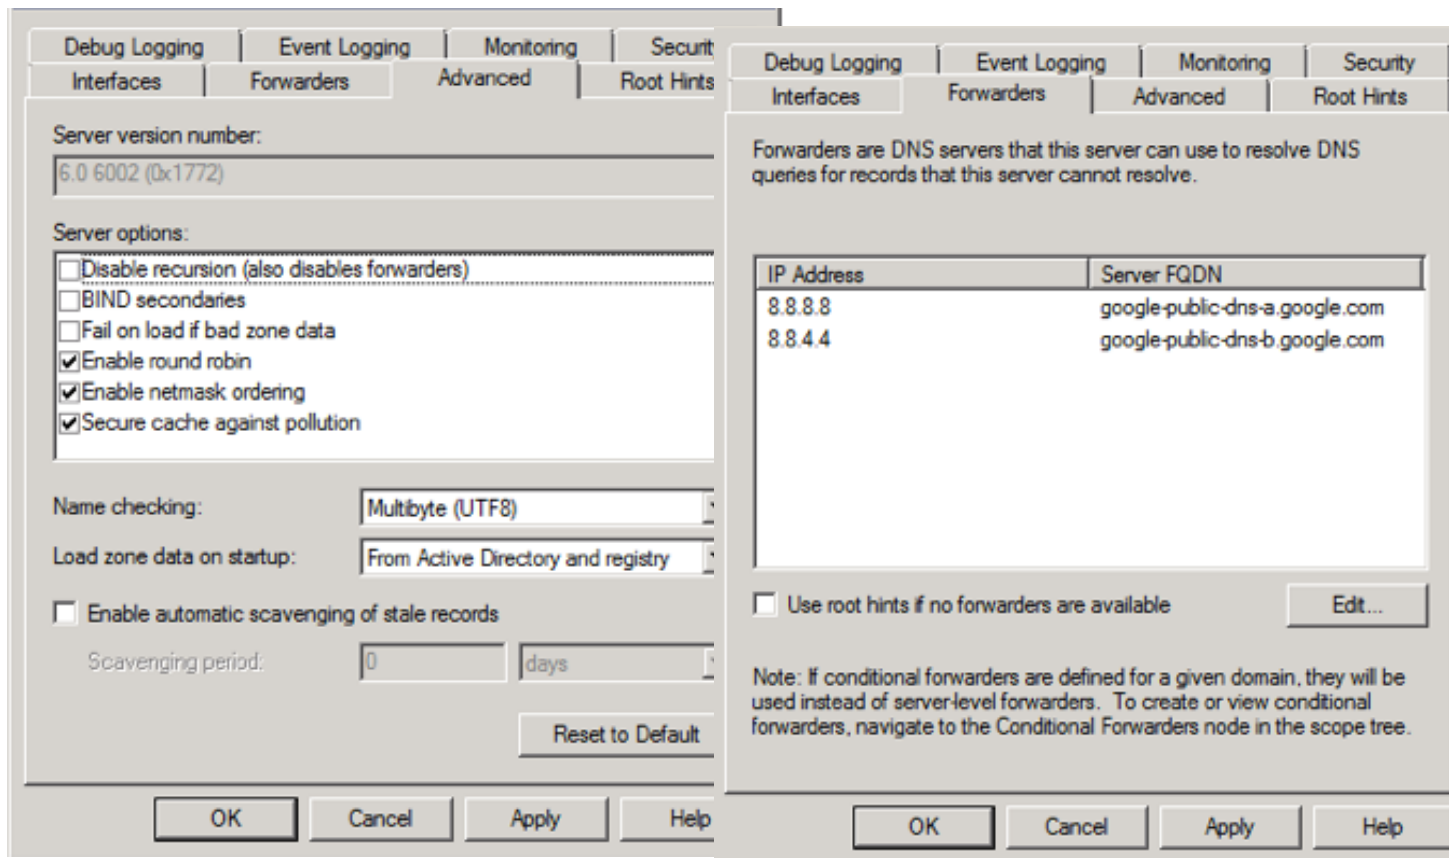 Debug Logging Event Logging Monitoring Securit
Interfaces Forwarders Advanced Root Hints
Server version number:
6.0 6002 (0x1772)
Server options:
Disable recursion (also disables forwarders)
BIND secondaries
Fail on load if bad zone data
Enable round robin
Enable netmask ordering
Secure cache against pollution
Name checking: Multibyte (UTF8)
Load zone data on startup: From Active Directory and registry
Enable automatic scavenging of stale records
Scavenging period: 0 days
Reset to Default
OK Cancel Apply Help
Debug Logging Event Logging Monitoring Security
Interfaces Forwarders Advanced Root Hints
Forwarders are DNS servers that this server can use to resolve DNS
queries for records that this server cannot resolve.
IP Address Server FQDN
8.8.8.8 google-public-dns-a.google.com
8.8.4.4 google-public-dns-b.google.com
Use root hints if no forwarders are available Edit...
Note: If conditional forwarders are defined for a given domain, they will be
used instead of server-level forwarders. To create or view conditional
forwarders, navigate to the Conditional Forwarders node in the scope tree.
OK Cancel Apply Help